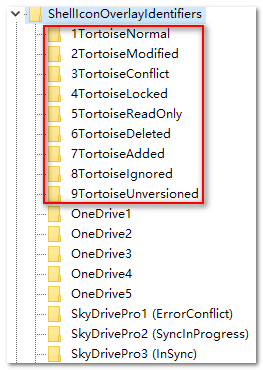 ShellIconOverlayIdentifiers
1TortoiseNormal
2TortoiseModified
3TortoiseConflict
4TortoiseLocked
5TortoiseReadOnly
6TortoiseDeleted
7TortoiseAdded
8TortoiseIgnored
9TortoiseUnversioned
OneDrive1
OneDrive2
OneDrive3
OneDrive4
OneDrive5
SkyDrivePro1 (ErrorConflict)
SkyDrivePro2 (SyncInProgress)
SkyDrivePro3 (InSync)